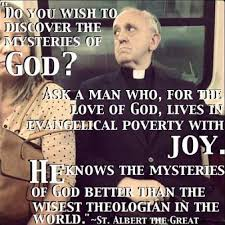 "Do you wish to
discover the
mysteries of
God?
Ask a man who, for the
love of God, lives in
evangelical poverty with
joy.
He knows the mysteries
of God better than the
wisest theologian in the
world." ~St. Albert the Great